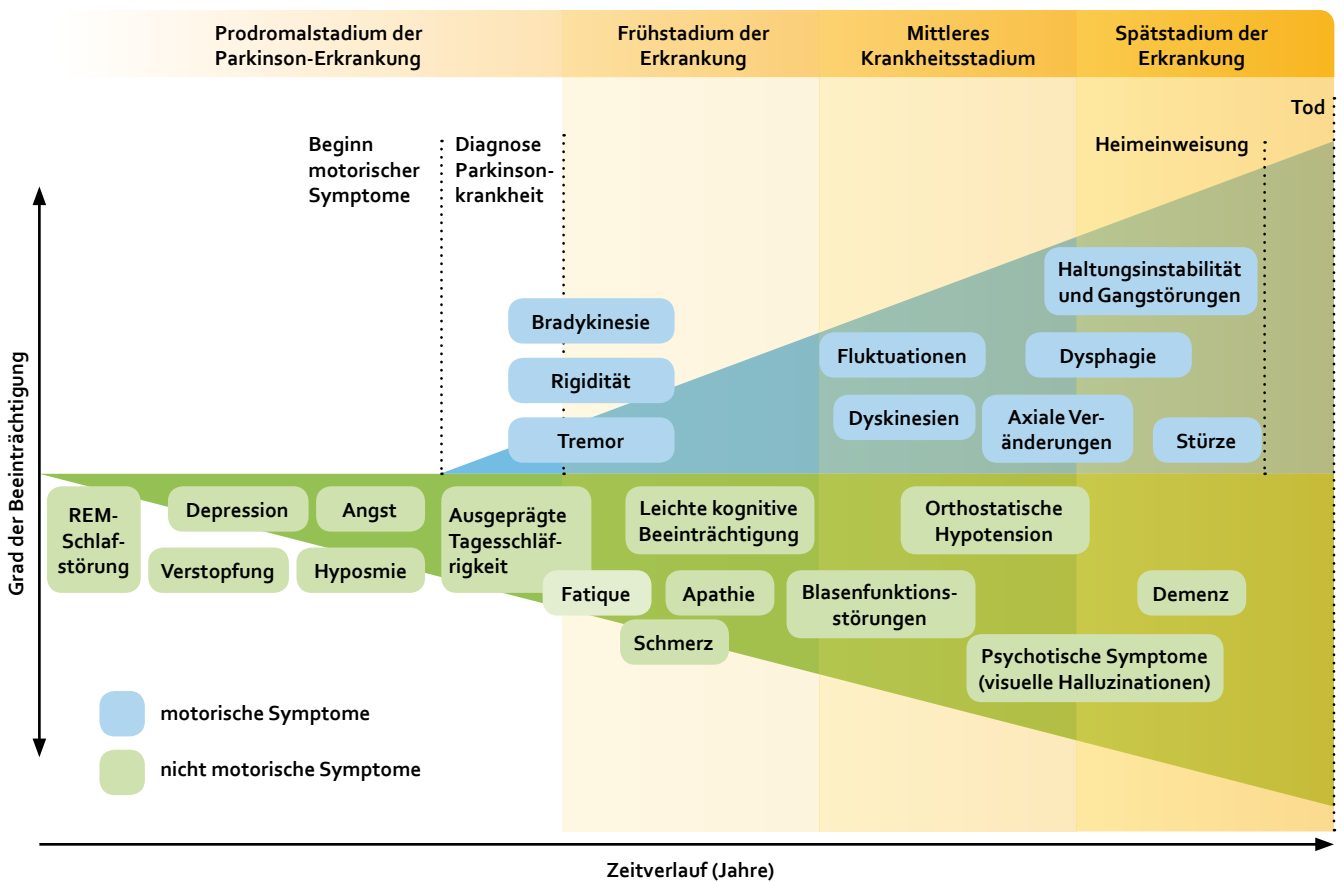 Prodromalstadium der
Parkinson-Erkrankung
Frühstadium der
Erkrankung
Mittleres
Krankheitsstadium
Spätstadium der
Erkrankung
Tod
Beginn
motorischer
Symptome
Diagnose
Parkinson-
krankheit
Heimeinweisung
Grad der Beeinträchtigung
Haltungsinstabilität
und Gangstörungen
Bradykinesie
Fluktuationen
Dysphagie
Rigidität
Dyskinesien
Axiale Ver-
änderungen
Tremor
Stürze
REM-
Schlaf-
störung
Depression
Angst
Verstopfung
Hyposmie
Ausgeprägte
Tagesschläf-
rigkeit
Leichte kognitive
Beeinträchtigung
Orthostatische
Hypotension
Fatique
Apathie
Blasenfunktions-
störungen
Demenz
Schmerz
Psychotische Symptome
(visuelle Halluzinationen)
motorische Symptome
nicht motorische Symptome
Zeitverlauf (Jahre)